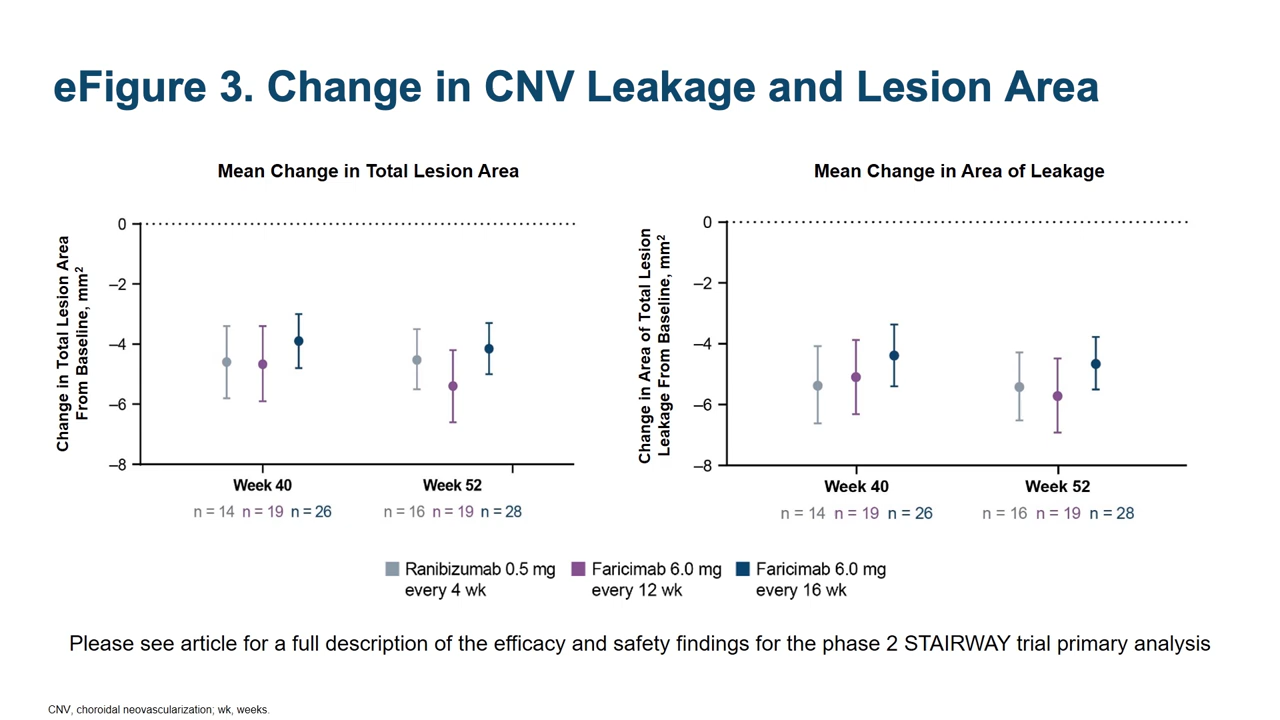 eFigure 3. Change in CNV Leakage and Lesion Area
Mean Change in Total Lesion Area
Change in Total Lesion Area
From Baseline, mm²
0
–2
–4
–6
–8
Week 40
Week 52
n = 14 n = 19 n = 26
n = 16 n = 19 n = 28
Mean Change in Area of Leakage
Change in Area of Total Lesion
Leakage From Baseline, mm²
0
–2
–4
–6
–8
Week 40
Week 52
n = 14 n = 19 n = 26
n = 16 n = 19 n = 28
Ranibizumab 0.5 mg
every 4 wk
Faricimab 6.0 mg
every 12 wk
Faricimab 6.0 mg
every 16 wk
Please see article for a full description of the efficacy and safety findings for the phase 2 STAIRWAY trial primary analysis
CNV, choroidal neovascularization; wk, weeks.